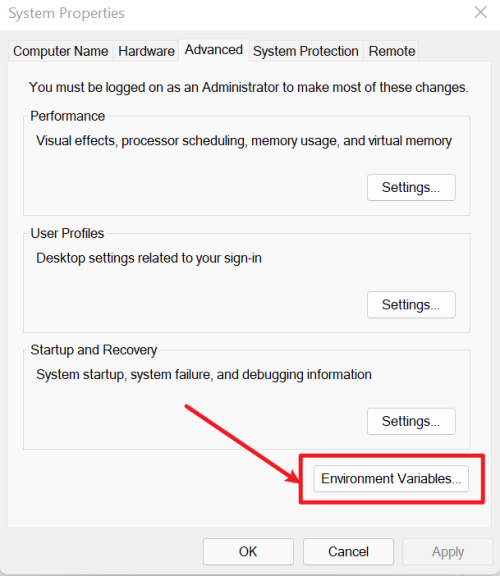 System Properties
Computer Name Hardware Advanced System Protection Remote
You must be logged on as an Administrator to make most of these changes.
Performance
Visual effects, processor scheduling, memory usage, and virtual memory
Settings...
User Profiles
Desktop settings related to your sign-in
Settings...
Startup and Recovery
System startup, system failure, and debugging information
Settings...
Environment Variables...
OK Cancel Apply